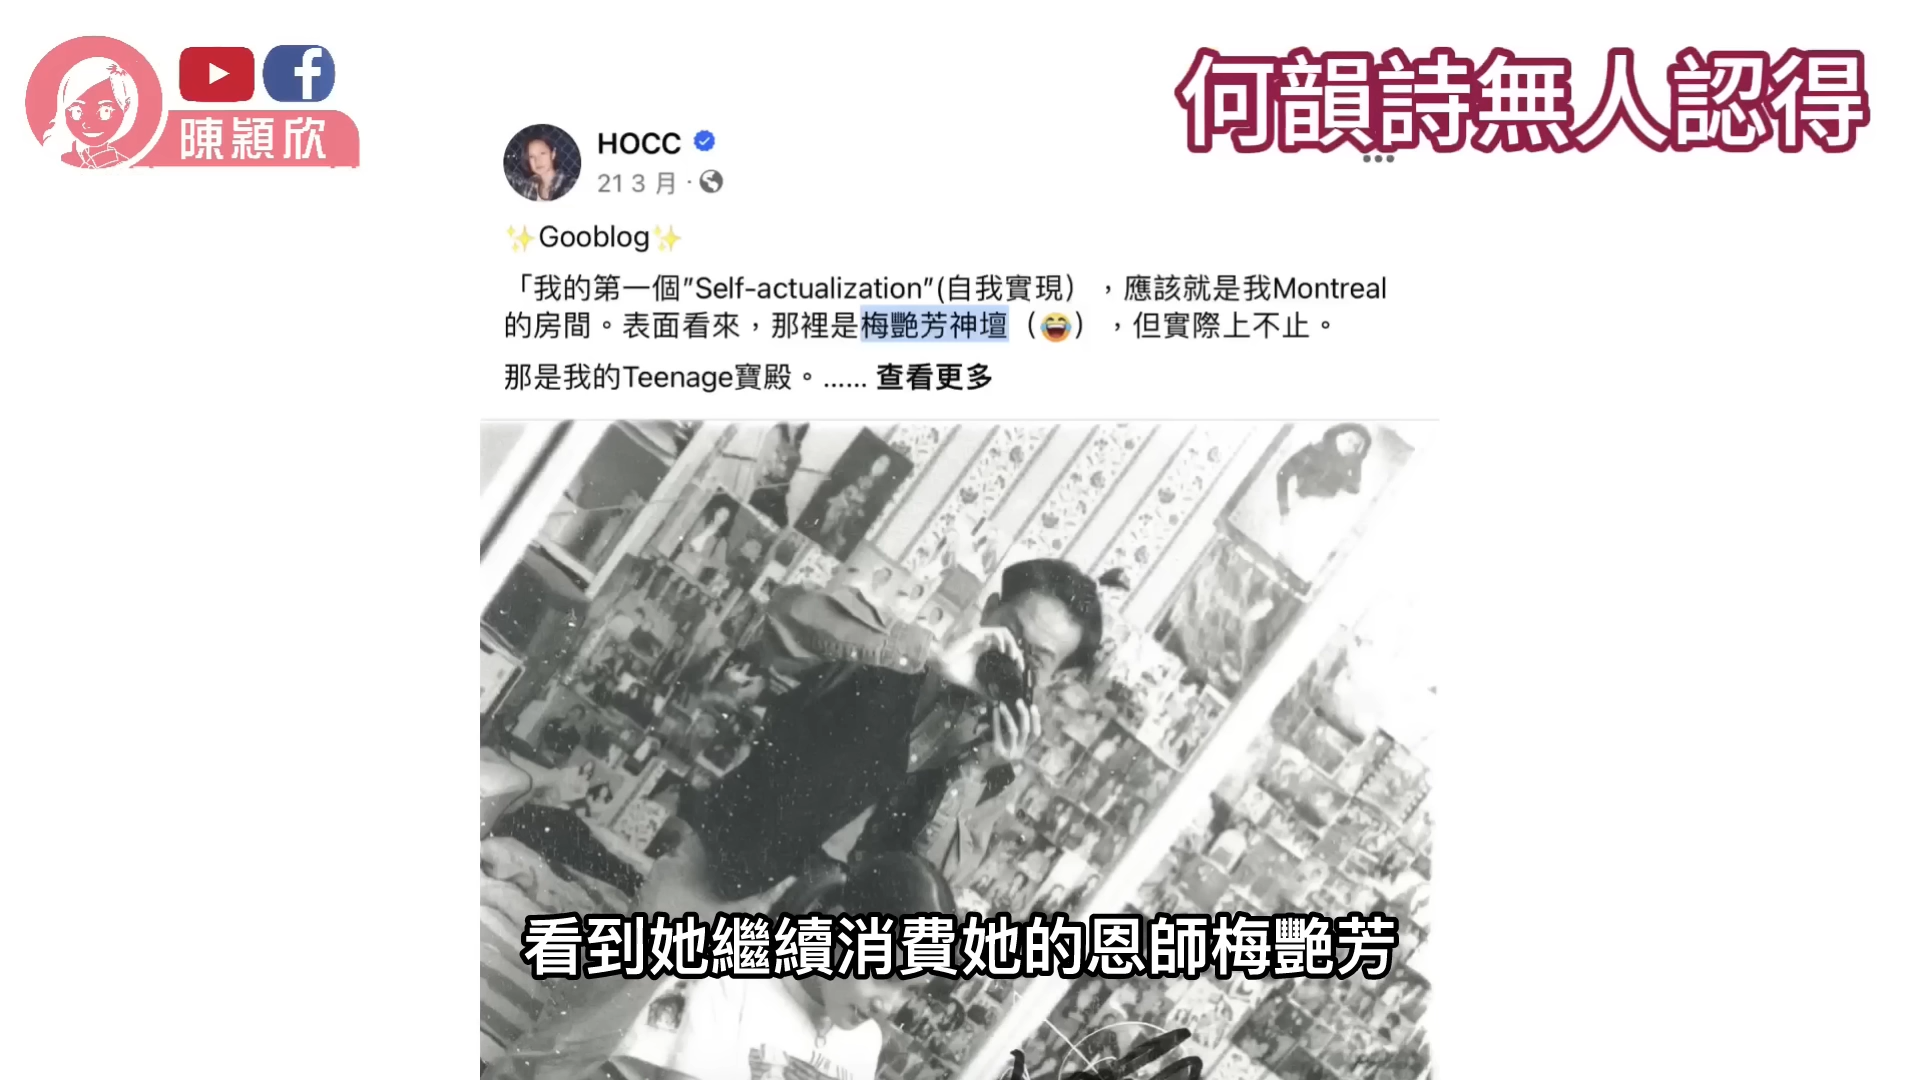 陳穎欣
何韻詩無人認得
HOCC
21 3 月 ·
✨Gooblog✨
「我的第一個”Self-actualization”(自我實現），應該就是我Montreal
的房間。表面看來，那裡是梅艷芳神壇（😂），但實際上不止。
那是我的Teenage寶殿。…… 查看更多
看到她繼續消費她的恩師梅艷芳